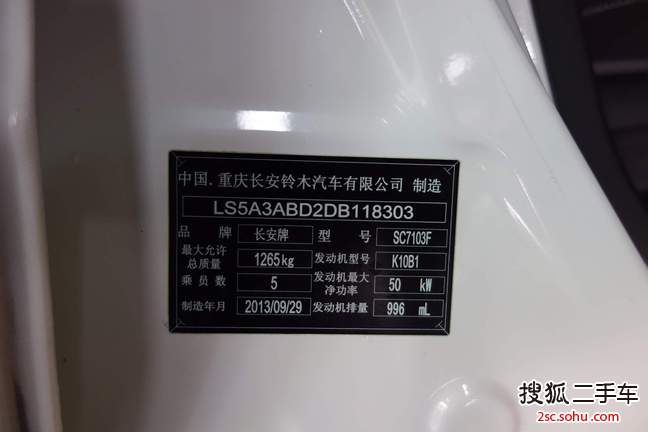 中国.重庆长安铃木汽车有限公司 制造
LS5A3ABD2DB118303
品牌 长安牌 型号 SC7103F
最大允许总质量 1265kg 发动机型号 K10B1
乘员数 5 发动机最大净功率 50 kW
制造年月 2013/09/29 发动机排量 996 mL
搜狐二手车
2sc.sohu.com